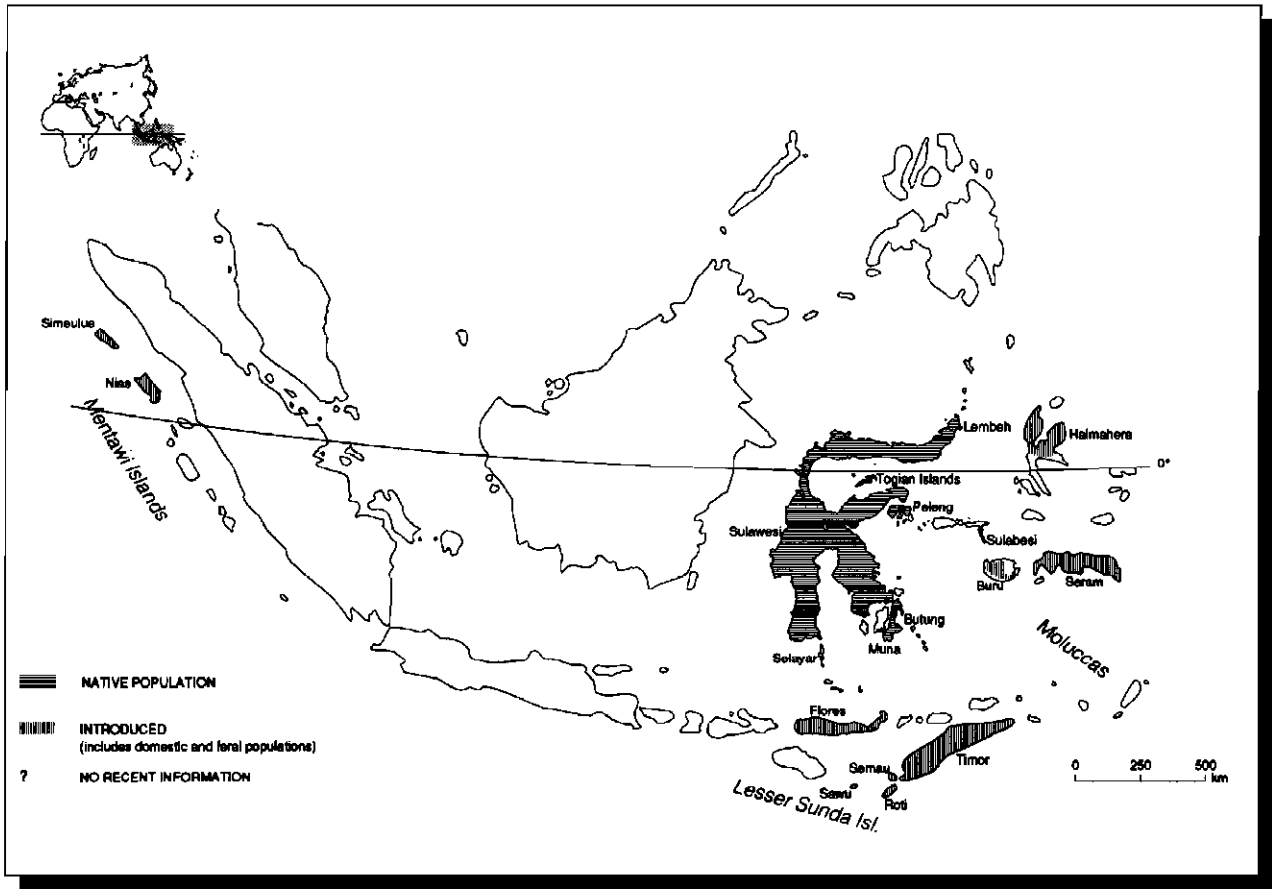 Simeulue
Nias
Mentawi Islands
Lembeh
Halmahera
0°
Togian Islands
Peleng
Sulawesi
Sulabesi
Buru
Seram
Butung
Muna
Selayar
Moluccas
Flores
Timor
Semau
Sawu
Roti
Lesser Sunda Isl.
NATIVE POPULATION
INTRODUCED
(includes domestic and feral populations)
? NO RECENT INFORMATION
0 250 500
km